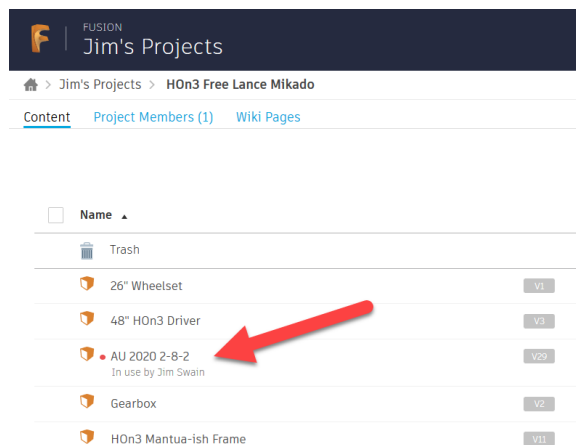 FUSION
Jim's Projects
Jim's Projects > HOn3 Free Lance Mikado
Content Project Members (1) Wiki Pages
Name
Trash
26" Wheelset V1
48" HOn3 Driver V3
AU 2020 2-8-2 V29
In use by Jim Swain
Gearbox V2
HOn3 Mantua-ish Frame V11